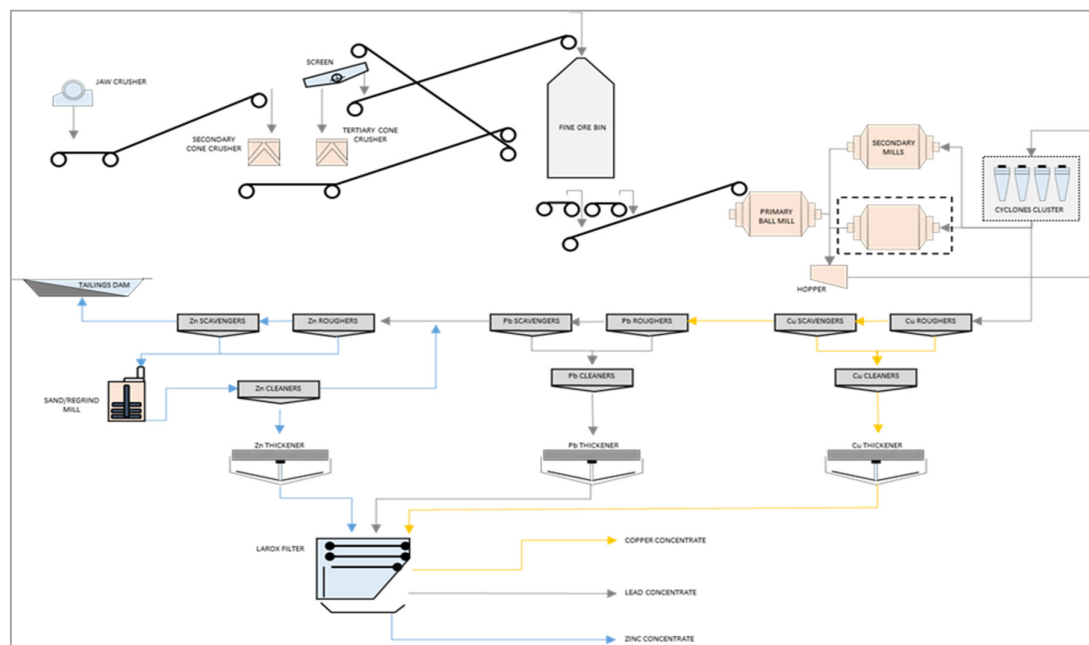 JAW CRUSHER
SCREEN
SECONDARY
CONE CRUSHER
TERTIARY CONE
CRUSHER
FINE ORE BIN
SECONDARY
MILLS
CYCLONES CLUSTER
PRIMARY
BALL MILL
HOPPER
TAILINGS DAM
Zn SCAVENGERS
Zn ROUGHERS
Pb SCAVENGERS
Pb ROUGHERS
Cu SCAVENGERS
Cu ROUGHERS
SAND/REGRIND
MILL
Zn CLEANERS
Pb CLEANERS
Cu CLEANERS
Zn THICKENER
Pb THICKENER
Cu THICKENER
LAROX FILTER
COPPER CONCENTRATE
LEAD CONCENTRATE
ZINC CONCENTRATE